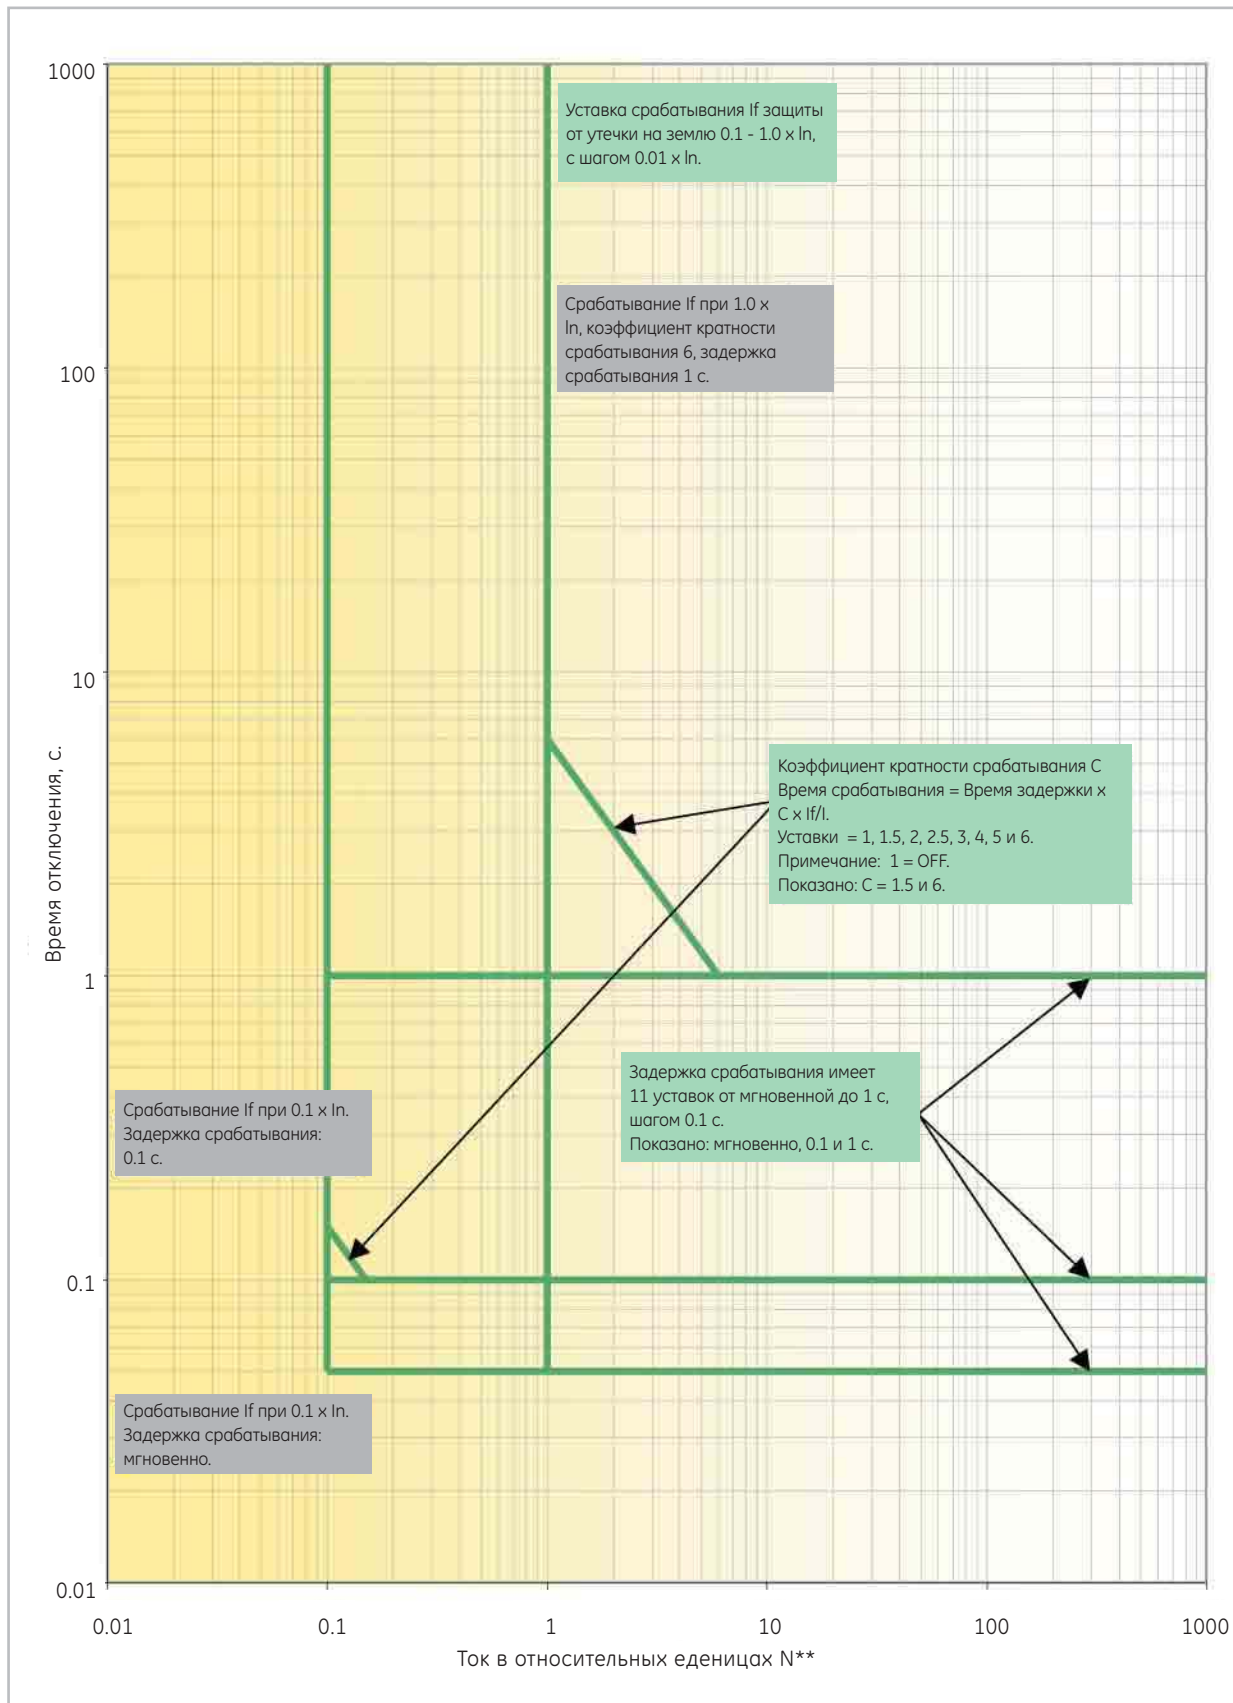 1000
Уставка срабатывания If защиты
от утечки на землю 0.1 - 1.0 x ln,
с шагом 0.01 x ln.
Срабатывание If при 1.0 x
ln, коэффициент кратности
срабатывания 6, задержка
срабатывания 1 с.
100
10
Время отключения, с.
Коэффициент кратности срабатывания С
Время срабатывания = Время задержки x
C x If/I.
Уставки = 1, 1.5, 2, 2.5, 3, 4, 5 и 6.
Примечание: 1 = OFF.
Показано: C = 1.5 и 6.
1
Задержка срабатывания имеет
11 уставок от мгновенной до 1 с,
шагом 0.1 с.
Показано: мгновенно, 0.1 и 1 с.
Срабатывание If при 0.1 x In.
Задержка срабатывания:
0.1 с.
0.1
Срабатывание If при 0.1 x In.
Задержка срабатывания:
мгновенно.
0.01
0.01 0.1 1 10 100 1000
Ток в относительных еденицах N**